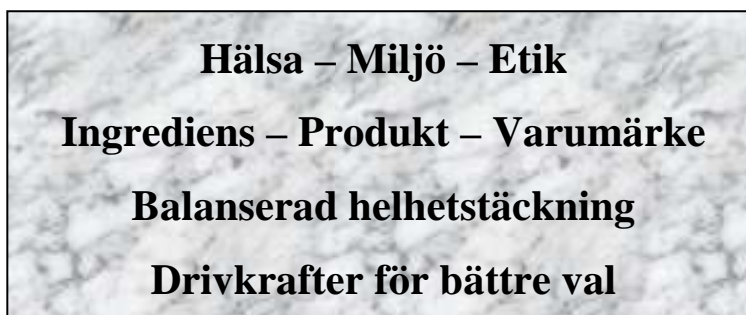 Hälsa – Miljö – Etik
Ingrediens – Produkt – Varumärke
Balanserad helhetstäckning
Drivkrafter för bättre val